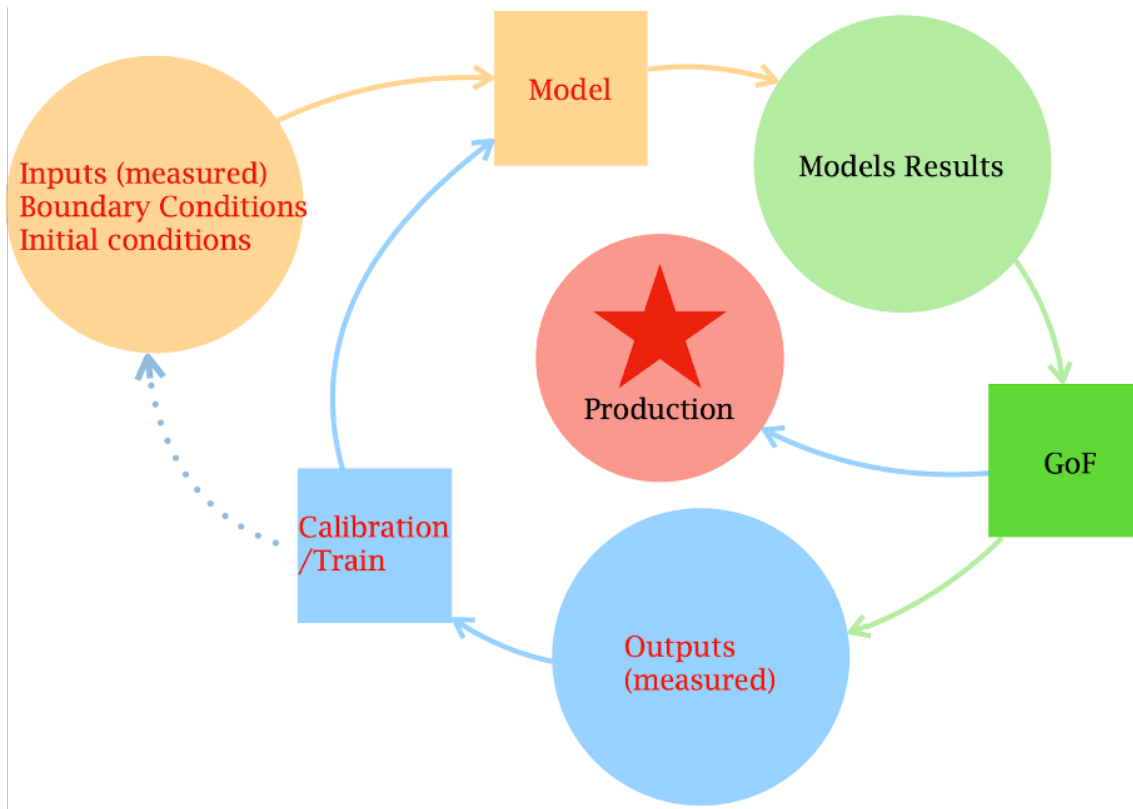 Model
Inputs (measured)
Boundary Conditions
Initial conditions
Models Results
Production
GoF
Calibration
/Train
Outputs
(measured)